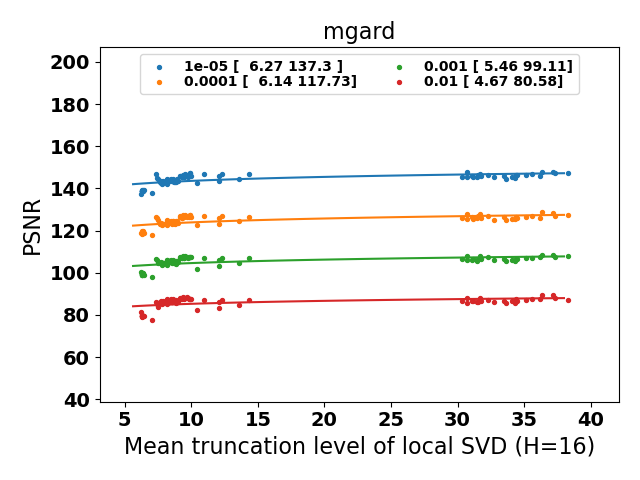 mgard
1e-05 [  6.27 137.3 ]
0.0001 [  6.14 117.73]
0.001 [ 5.46 99.11]
0.01 [ 4.67 80.58]
PSNR
200
180
160
140
120
100
80
60
40
5 10 15 20 25 30 35 40
Mean truncation level of local SVD (H=16)